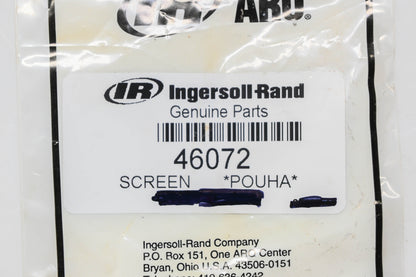 ARO®
IR Ingersoll-Rand
Genuine Parts
46072
SCREEN *POUHA*
Ingersoll-Rand Company
P.O. Box 151, One ARO Center
Bryan, Ohio U.S.A. 43506-0151